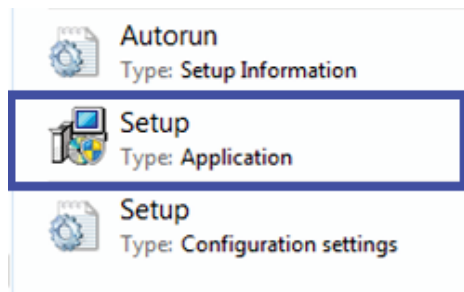 Autorun
Type: Setup Information
Setup
Type: Application
Setup
Type: Configuration settings